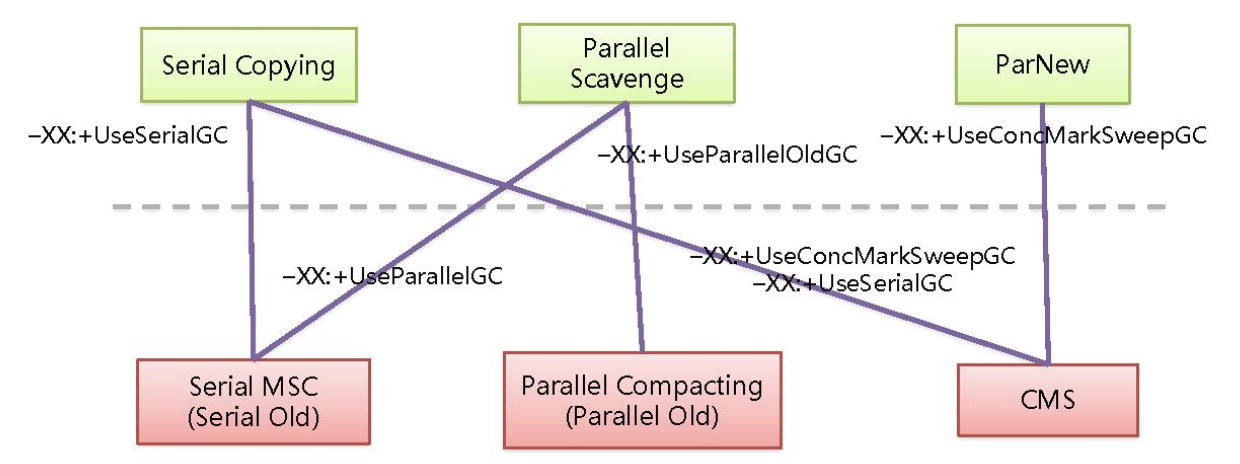 Serial Copying
Parallel
Scavenge
ParNew
–XX:+UseSerialGC
–XX:+UseParallelOldGC
–XX:+UseConcMarkSweepGC
–XX:+UseParallelGC
–XX:+UseConcMarkSweepGC
–XX:+UseSerialGC
Serial MSC
(Serial Old)
Parallel Compacting
(Parallel Old)
CMS